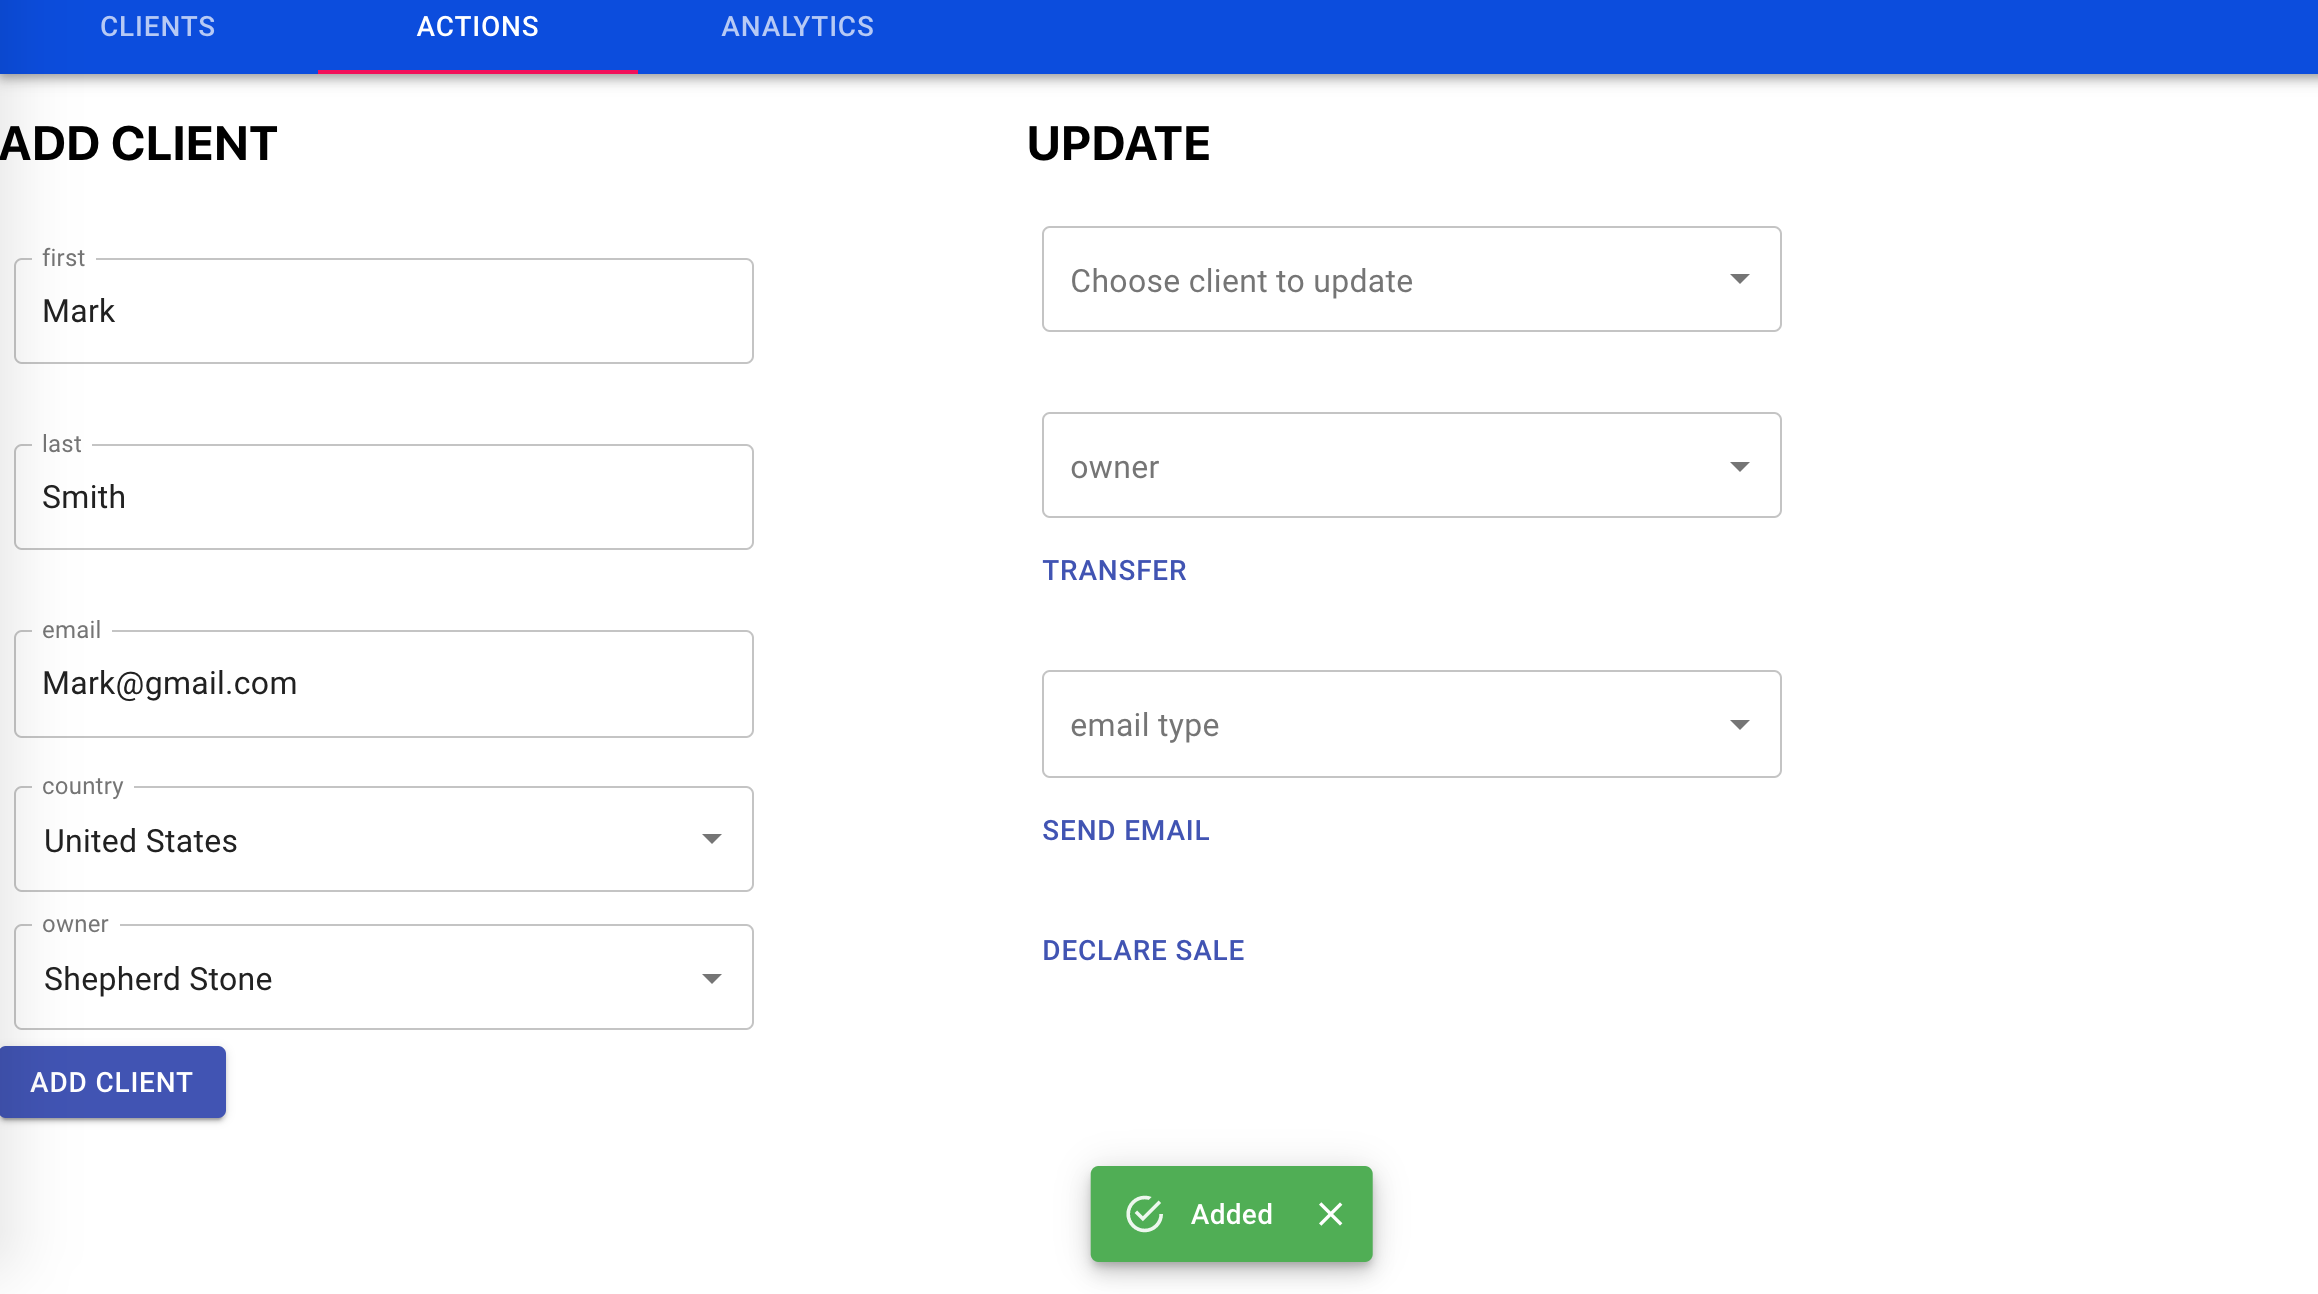 CLIENTS ACTIONS ANALYTICS
ADD CLIENT
first
Mark
last
Smith
email
Mark@gmail.com
country
United States
owner
Shepherd Stone
ADD CLIENT
UPDATE
Choose client to update
owner
TRANSFER
email type
SEND EMAIL
DECLARE SALE
Added